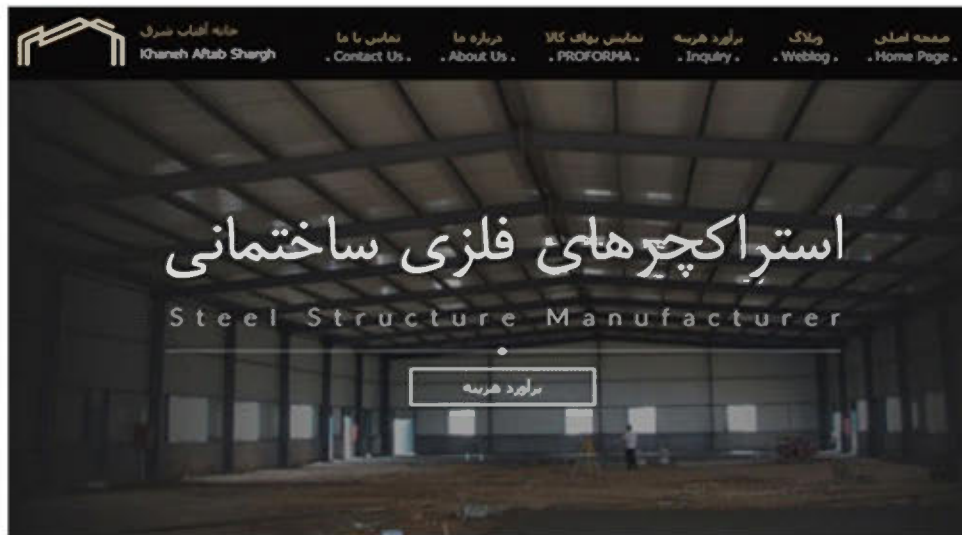 خانه آفتاب شرق
Khaneh Aftab Shargh
صفحه اصلی
. Home Page .
وبلاگ
. Weblog .
برآورد هزینه
. Inquiry .
نمایش بهای کالا
. PROFORMA .
درباره ما
. About Us .
تماس با ما
. Contact Us .
استراکچرهای فلزی ساختمانی
Steel Structure Manufacturer
برآورد هزینه